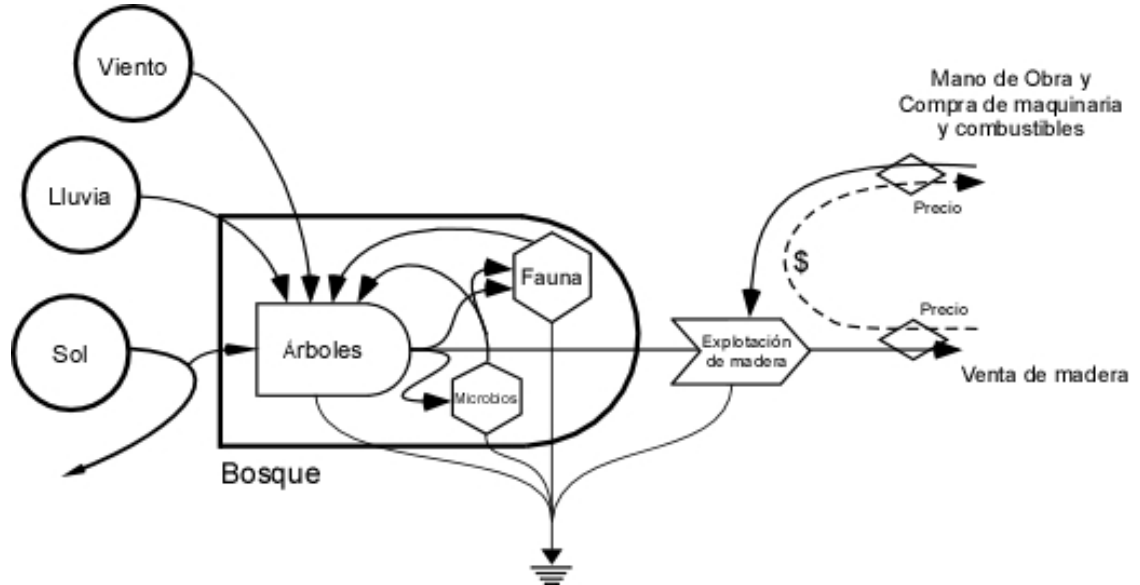 Viento
Lluvia
Sol
Árboles
Fauna
Microbios
Bosque
Explotación
de madera
Mano de Obra y
Compra de maquinaria
y combustibles
Precio
$
Precio
Venta de madera